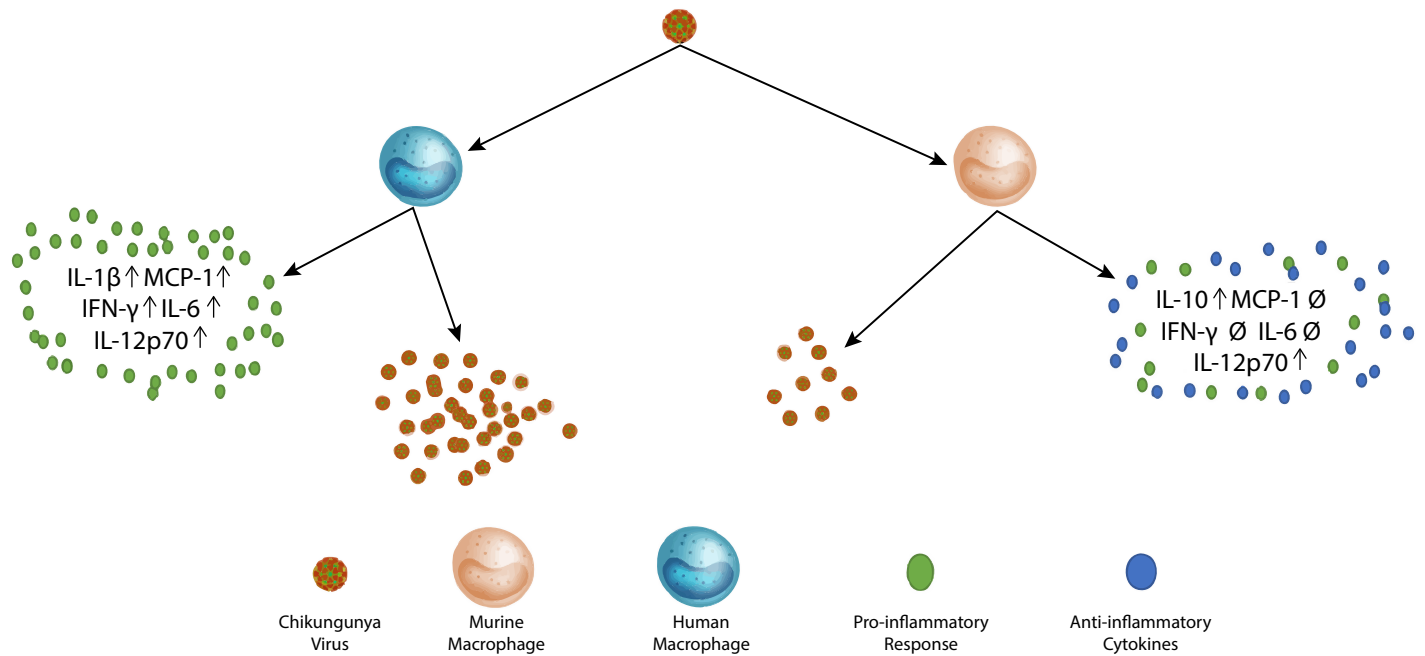 IL-1β↑MCP-1↑
IFN-γ↑IL-6↑
IL-12p70↑
IL-10↑MCP-1 Ø
IFN-γ Ø IL-6 Ø
IL-12p70↑
Chikungunya
Virus
Murine
Macrophage
Human
Macrophage
Pro-inflammatory
Response
Anti-inflammatory
Cytokines